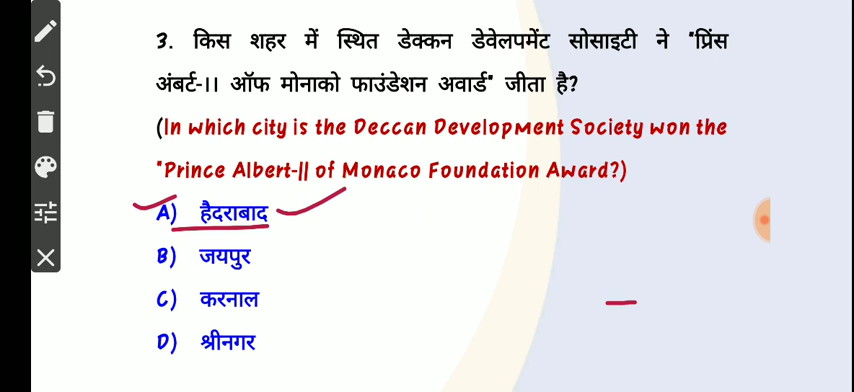 3. किस शहर में स्थित डेक्कन डेवेलपमेंट सोसाइटी ने "प्रिंस
अंबर्ट-II ऑफ मोनाको फाउंडेशन अवार्ड" जीता है?
(In which city is the Deccan Development Society won the
"Prince Albert-|| of Monaco Foundation Award?)
A) हैदराबाद
B) जयपुर
C) करनाल
D) श्रीनगर